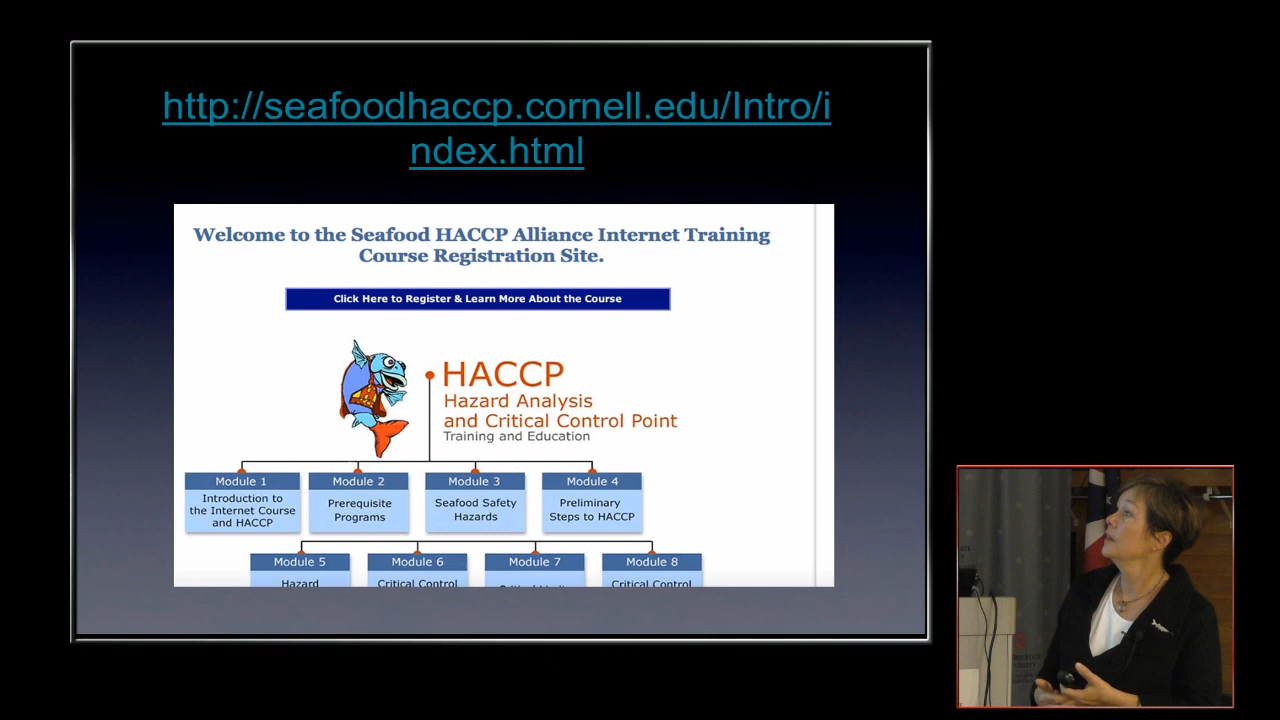 http://seafoodhaccp.cornell.edu/Intro/i
ndex.html
Welcome to the Seafood HACCP Alliance Internet Training
Course Registration Site.
Click Here to Register & Learn More About the Course
HACCP
Hazard Analysis
and Critical Control Point
Training and Education
Module 1
Introduction to
the Internet Course
and HACCP
Module 2
Prerequisite
Programs
Module 3
Seafood Safety
Hazards
Module 4
Preliminary
Steps to HACCP
Module 5
Hazard
Module 6
Critical Control
Module 7
Module 8
Critical Control